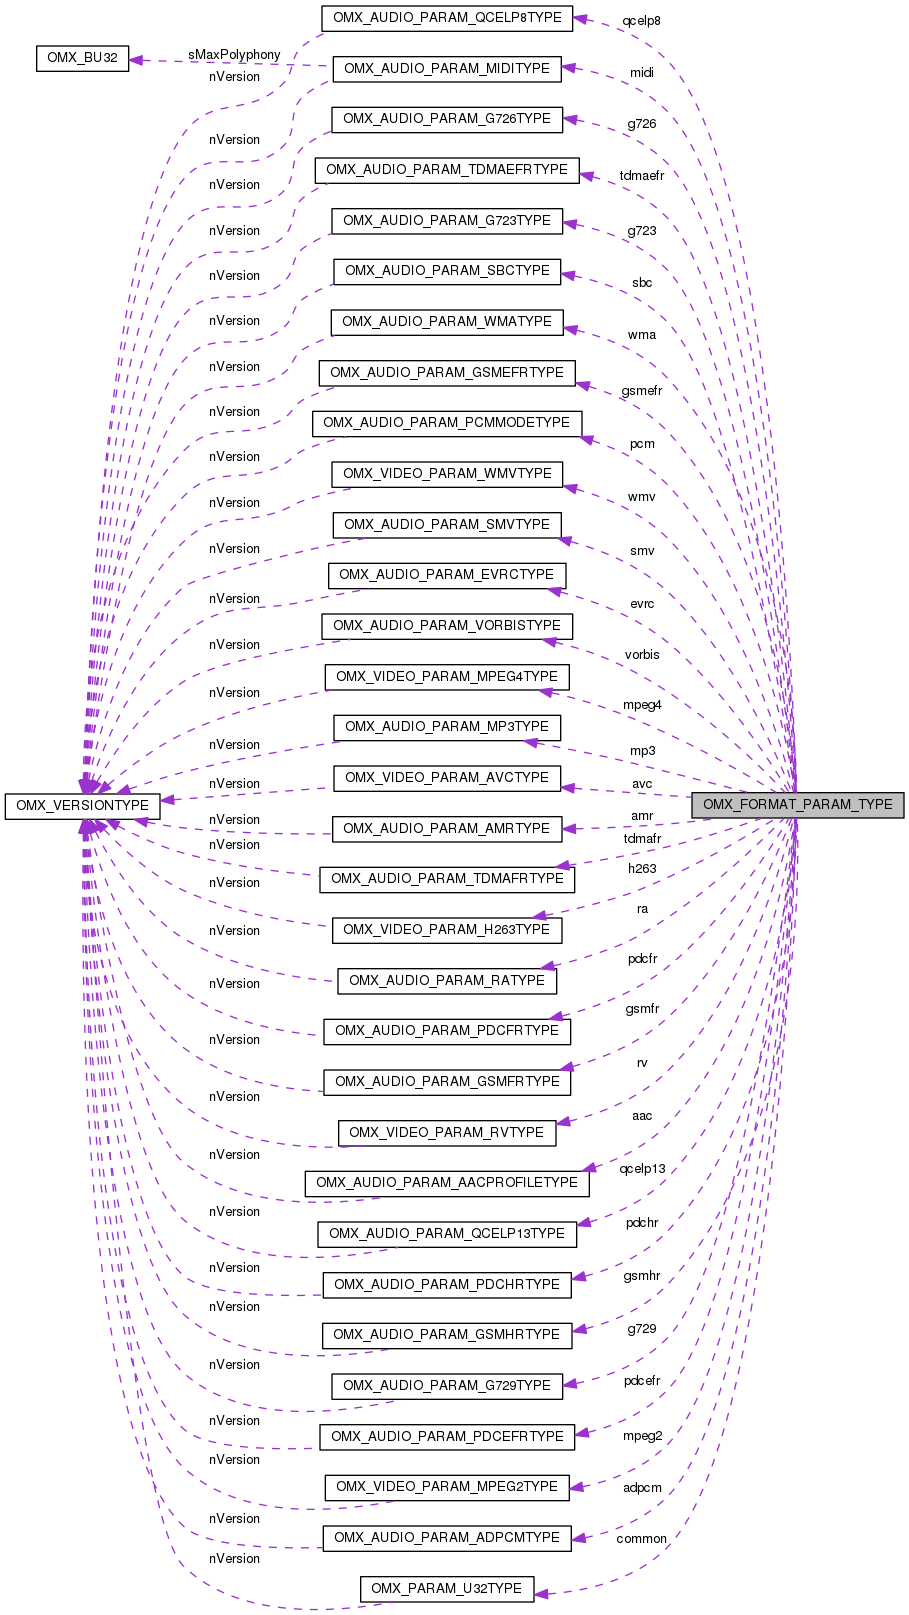 OMX_AUDIO_PARAM_QCELP8TYPE
qcelp8
OMX_BU32
sMaxPolyphony
OMX_AUDIO_PARAM_MIDITYPE
midi
nVersion
OMX_AUDIO_PARAM_G726TYPE
g726
nVersion
OMX_AUDIO_PARAM_TDMAEFRTYPE
tdmaefr
nVersion
OMX_AUDIO_PARAM_G723TYPE
g723
nVersion
OMX_AUDIO_PARAM_SBCTYPE
sbc
nVersion
OMX_AUDIO_PARAM_WMATYPE
wma
nVersion
OMX_AUDIO_PARAM_GSMEFRTYPE
gsmefr
nVersion
OMX_AUDIO_PARAM_PCMMODETYPE
pcm
nVersion
OMX_VIDEO_PARAM_WMVTYPE
wmv
nVersion
OMX_AUDIO_PARAM_SMVTYPE
smv
nVersion
OMX_AUDIO_PARAM_EVRCTYPE
evrc
nVersion
OMX_AUDIO_PARAM_VORBISTYPE
vorbis
nVersion
OMX_VIDEO_PARAM_MPEG4TYPE
mpeg4
nVersion
OMX_AUDIO_PARAM_MP3TYPE
mp3
nVersion
OMX_VIDEO_PARAM_AVCTYPE
avc
nVersion
OMX_VERSIONTYPE
OMX_FORMAT_PARAM_TYPE
nVersion
OMX_AUDIO_PARAM_AMRTYPE
amr
nVersion
OMX_AUDIO_PARAM_TDMAFRTYPE
tdmafr
nVersion
OMX_VIDEO_PARAM_H263TYPE
h263
nVersion
OMX_AUDIO_PARAM_RATYPE
ra
nVersion
OMX_AUDIO_PARAM_PDCFRTYPE
pdcfr
nVersion
OMX_AUDIO_PARAM_GSMFRTYPE
gsmfr
nVersion
OMX_VIDEO_PARAM_RVTYPE
rv
nVersion
OMX_AUDIO_PARAM_AACPROFILETYPE
aac
nVersion
OMX_AUDIO_PARAM_QCELP13TYPE
qcelp13
nVersion
OMX_AUDIO_PARAM_PDCHRTYPE
pdchr
nVersion
OMX_AUDIO_PARAM_GSMHRTYPE
gsmhr
nVersion
OMX_AUDIO_PARAM_G729TYPE
g729
nVersion
OMX_AUDIO_PARAM_PDCEFRTYPE
pdcefr
nVersion
OMX_VIDEO_PARAM_MPEG2TYPE
mpeg2
nVersion
OMX_AUDIO_PARAM_ADPCMTYPE
adpcm
nVersion
OMX_PARAM_U32TYPE
common
nVersion